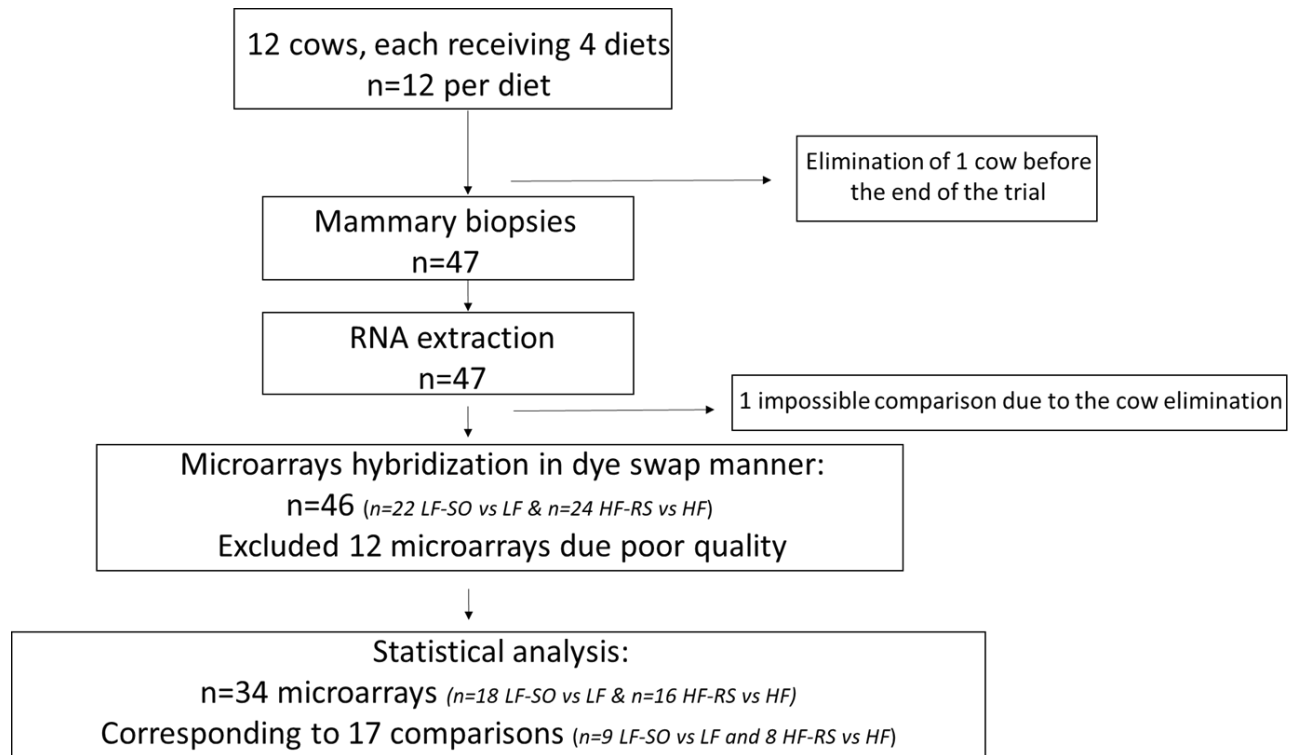 12 cows, each receiving 4 diets
n=12 per diet
Elimination of 1 cow before
the end of the trial
Mammary biopsies
n=47
RNA extraction
n=47
1 impossible comparison due to the cow elimination
Microarrays hybridization in dye swap manner:
n=46 (n=22 LF-SO vs LF & n=24 HF-RS vs HF)
Excluded 12 microarrays due poor quality
Statistical analysis:
n=34 microarrays (n=18 LF-SO vs LF & n=16 HF-RS vs HF)
Corresponding to 17 comparisons (n=9 LF-SO vs LF and 8 HF-RS vs HF)